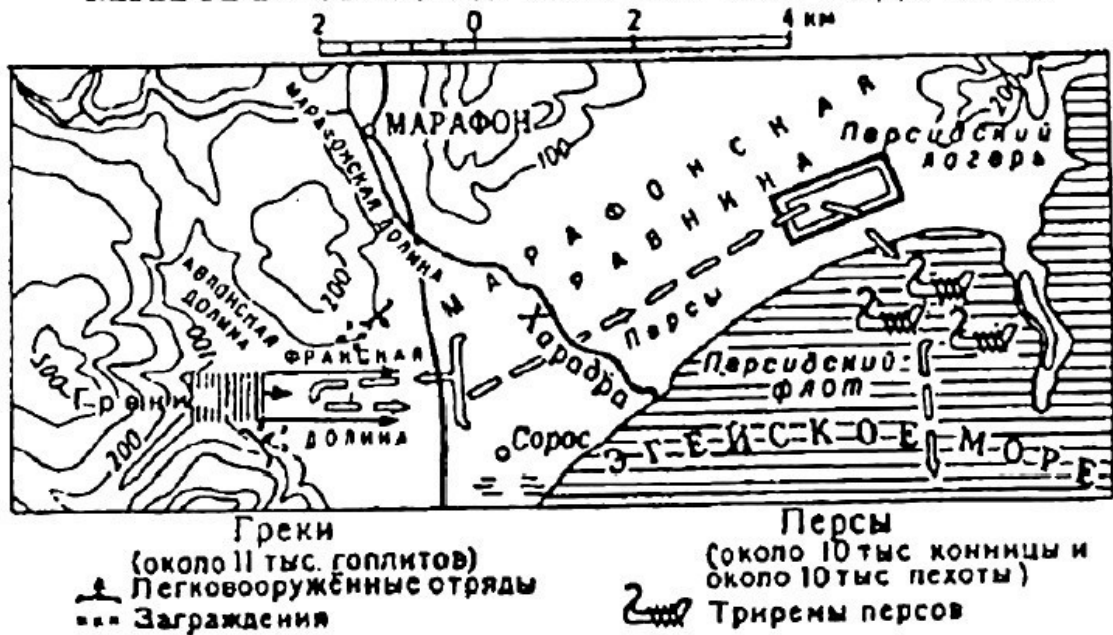 2 0 2 4 км
МАРАФОН
МАРАФОНСКАЯ ДОЛИНА
100
200
Персидский
лагерь
МАРАФОНСКАЯ
РАВНИНА
АВЛОНСКАЯ
ДОЛИНА
200
100
ФРАНСКАЯ
ДОЛИНА
200
Греки
200
Харадра
Персы
Персидский
флот
Сорос
ЭГЕЙСКОЕ МОРЕ
Греки
(около 11 тыс. гоплитов)
Легковооружённые отряды
Заграждения
Персы
(около 10 тыс конницы и
около 10 тыс пехоты)
Триремы персов